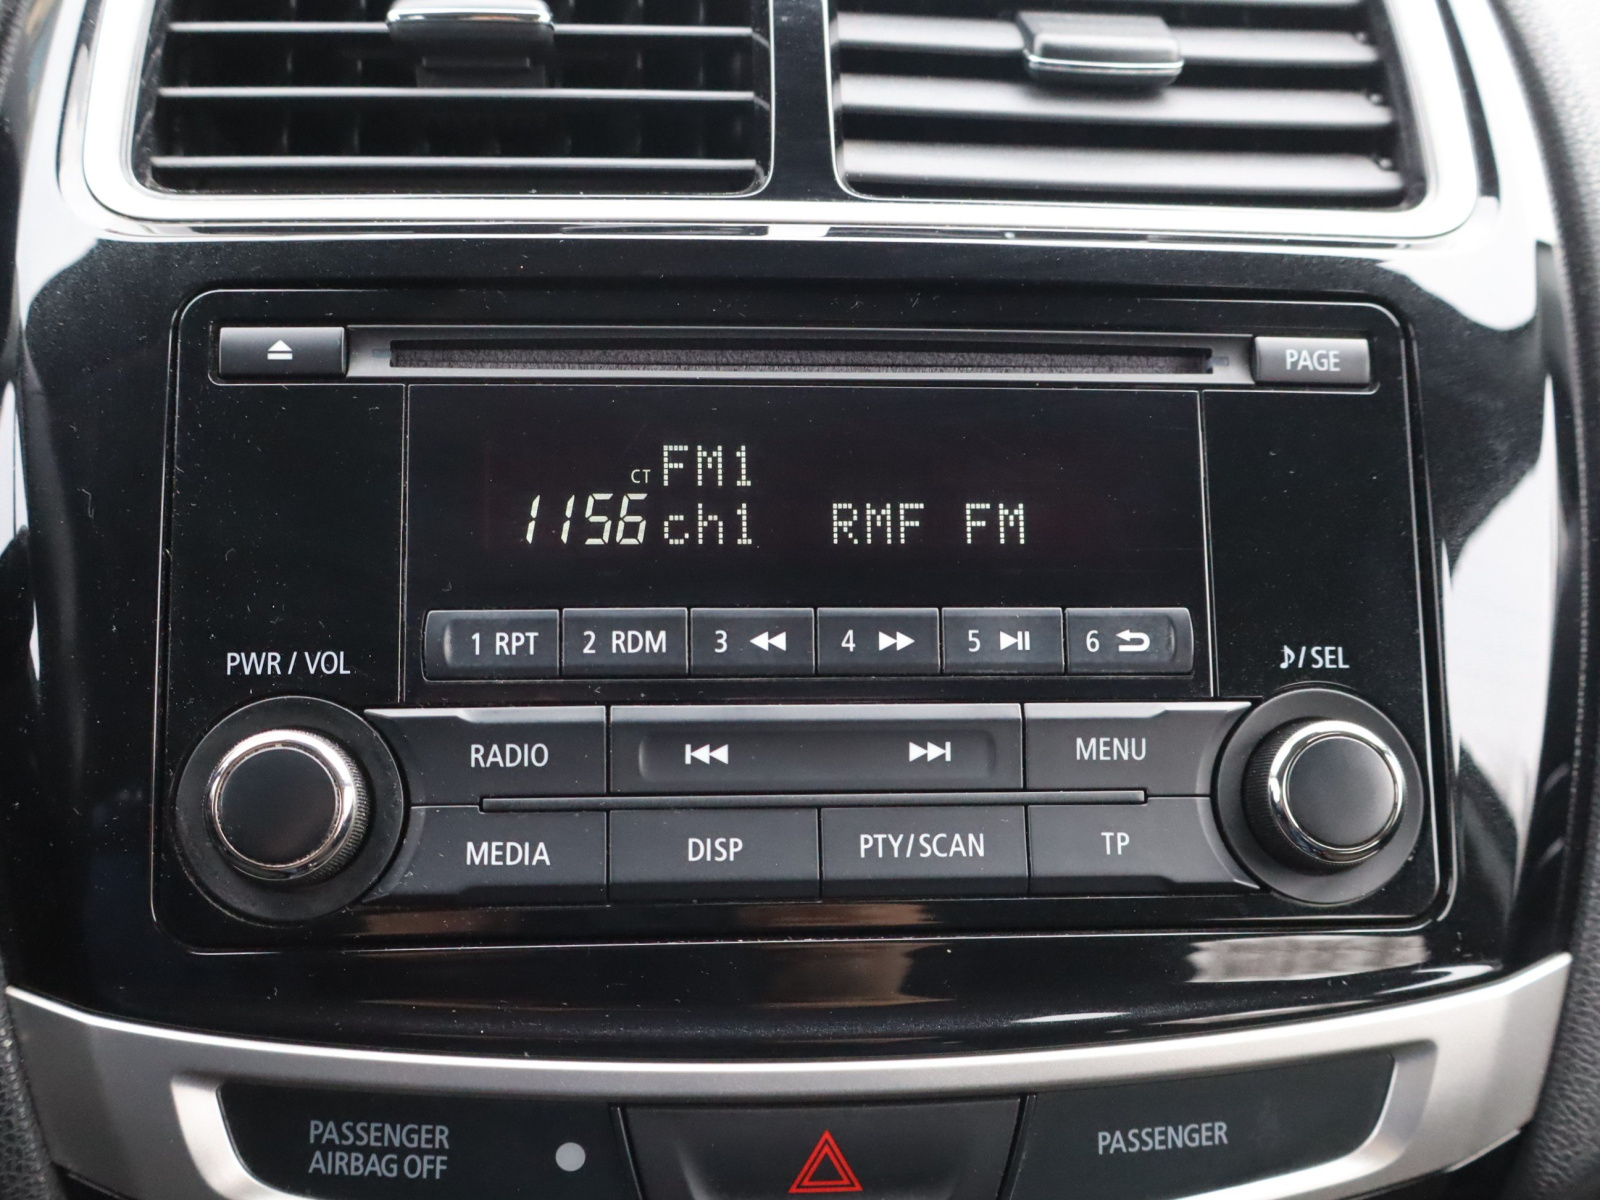 PAGE
CT FM1
1156 ch1 RMF FM
1 RPT 2 RDM 3 4 5 6
PWR / VOL
/ SEL
RADIO MENU
MEDIA DISP PTY/SCAN TP
PASSENGER
AIRBAG OFF
PASSENGER